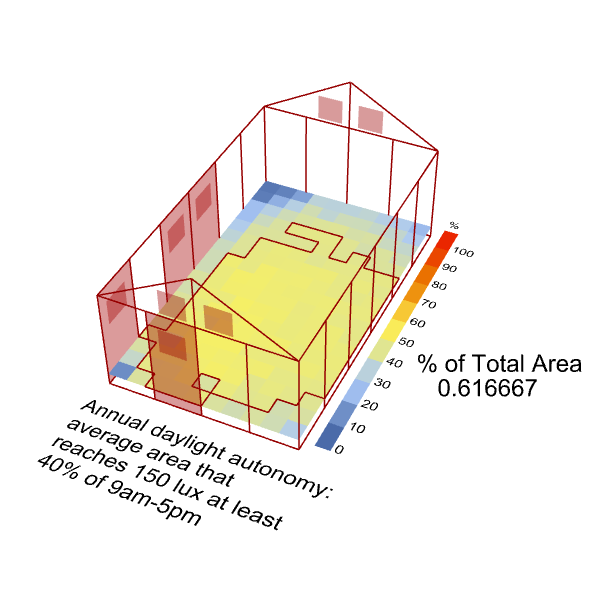 %
100
90
80
70
60
50
40
30
20
10
0
% of Total Area
0.616667
Annual daylight autonomy:
average area that
reaches 150 lux at least
40% of 9am-5pm